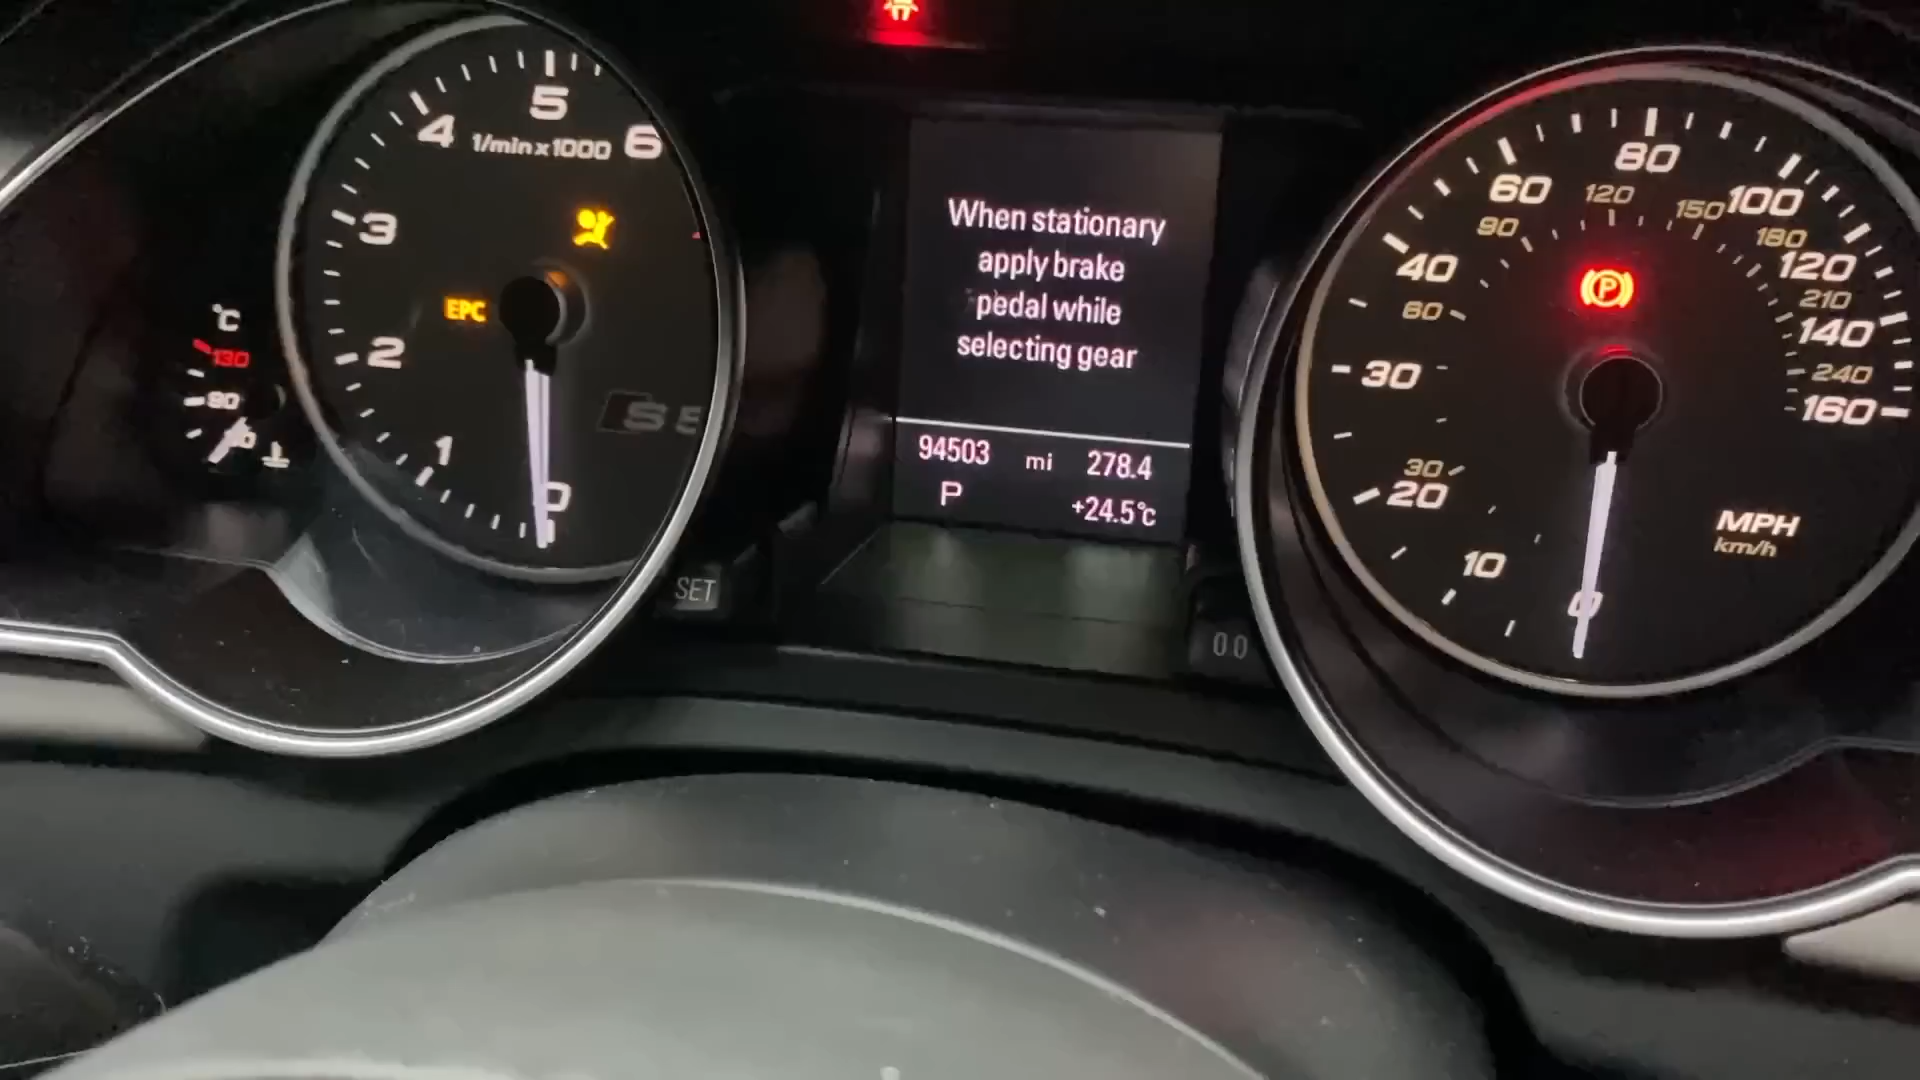 5
4
6
1/min x 1000
3
EPC
2
1
0
°C
130
90
SET
When stationary
apply brake
pedal while
selecting gear
94503 mi 278.4
P +24.5°C
00
80
60
100
120
150
90
180
40
120
P
60
210
140
30
240
160
30
20
MPH
km/h
10
0